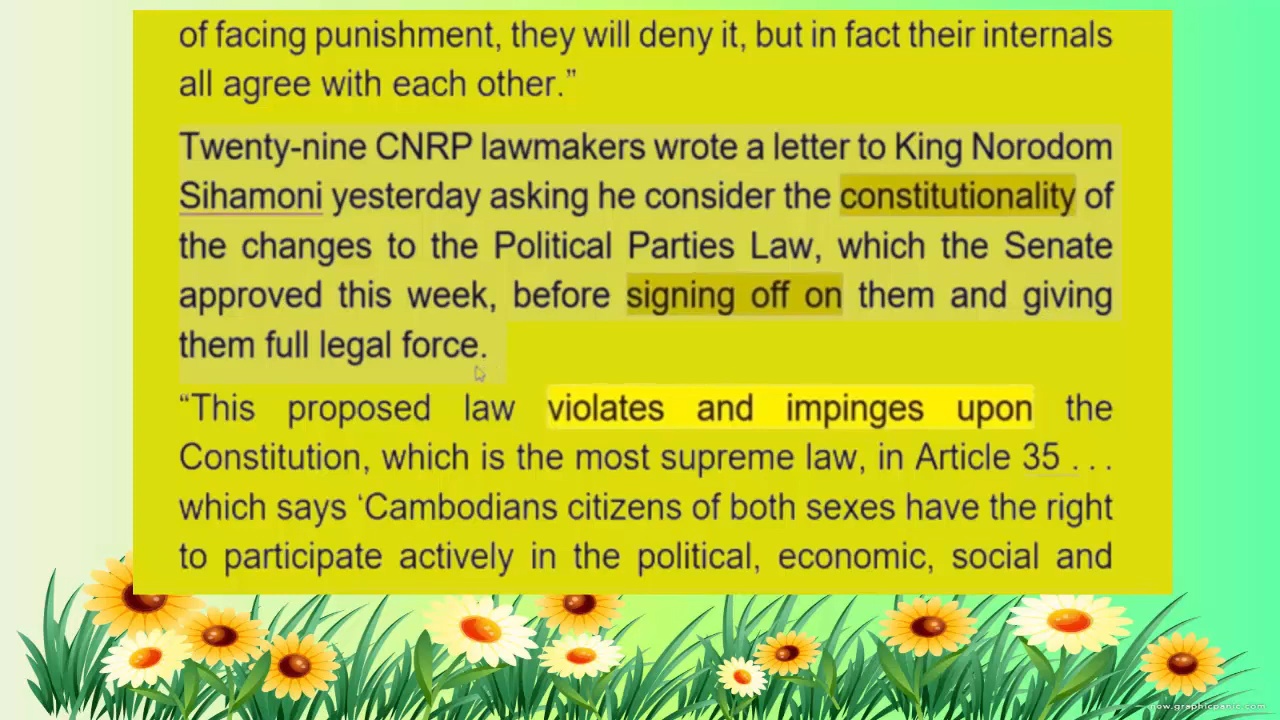 of facing punishment, they will deny it, but in fact their internals
all agree with each other.”
Twenty-nine CNRP lawmakers wrote a letter to King Norodom
Sihamoni yesterday asking he consider the constitutionality of
the changes to the Political Parties Law, which the Senate
approved this week, before signing off on them and giving
them full legal force.
“This proposed law violates and impinges upon the
Constitution, which is the most supreme law, in Article 35 . . .
which says ‘Cambodians citizens of both sexes have the right
to participate actively in the political, economic, social and
now.graphicpanic.com